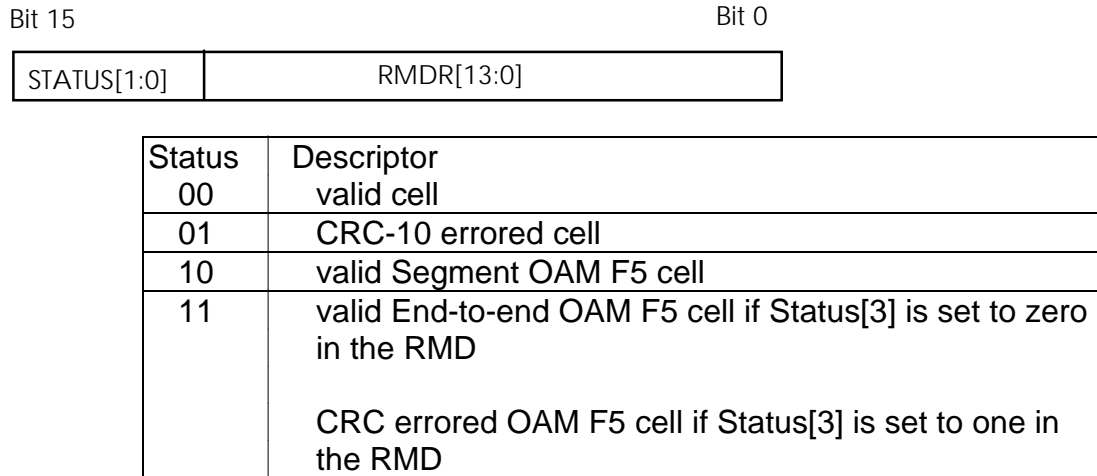 Bit 15 Bit 0
STATUS[1:0] RMDR[13:0]
Status Descriptor
00 valid cell
01 CRC-10 errored cell
10 valid Segment OAM F5 cell
11 valid End-to-end OAM F5 cell if Status[3] is set to zero
in the RMD
CRC errored OAM F5 cell if Status[3] is set to one in
the RMD